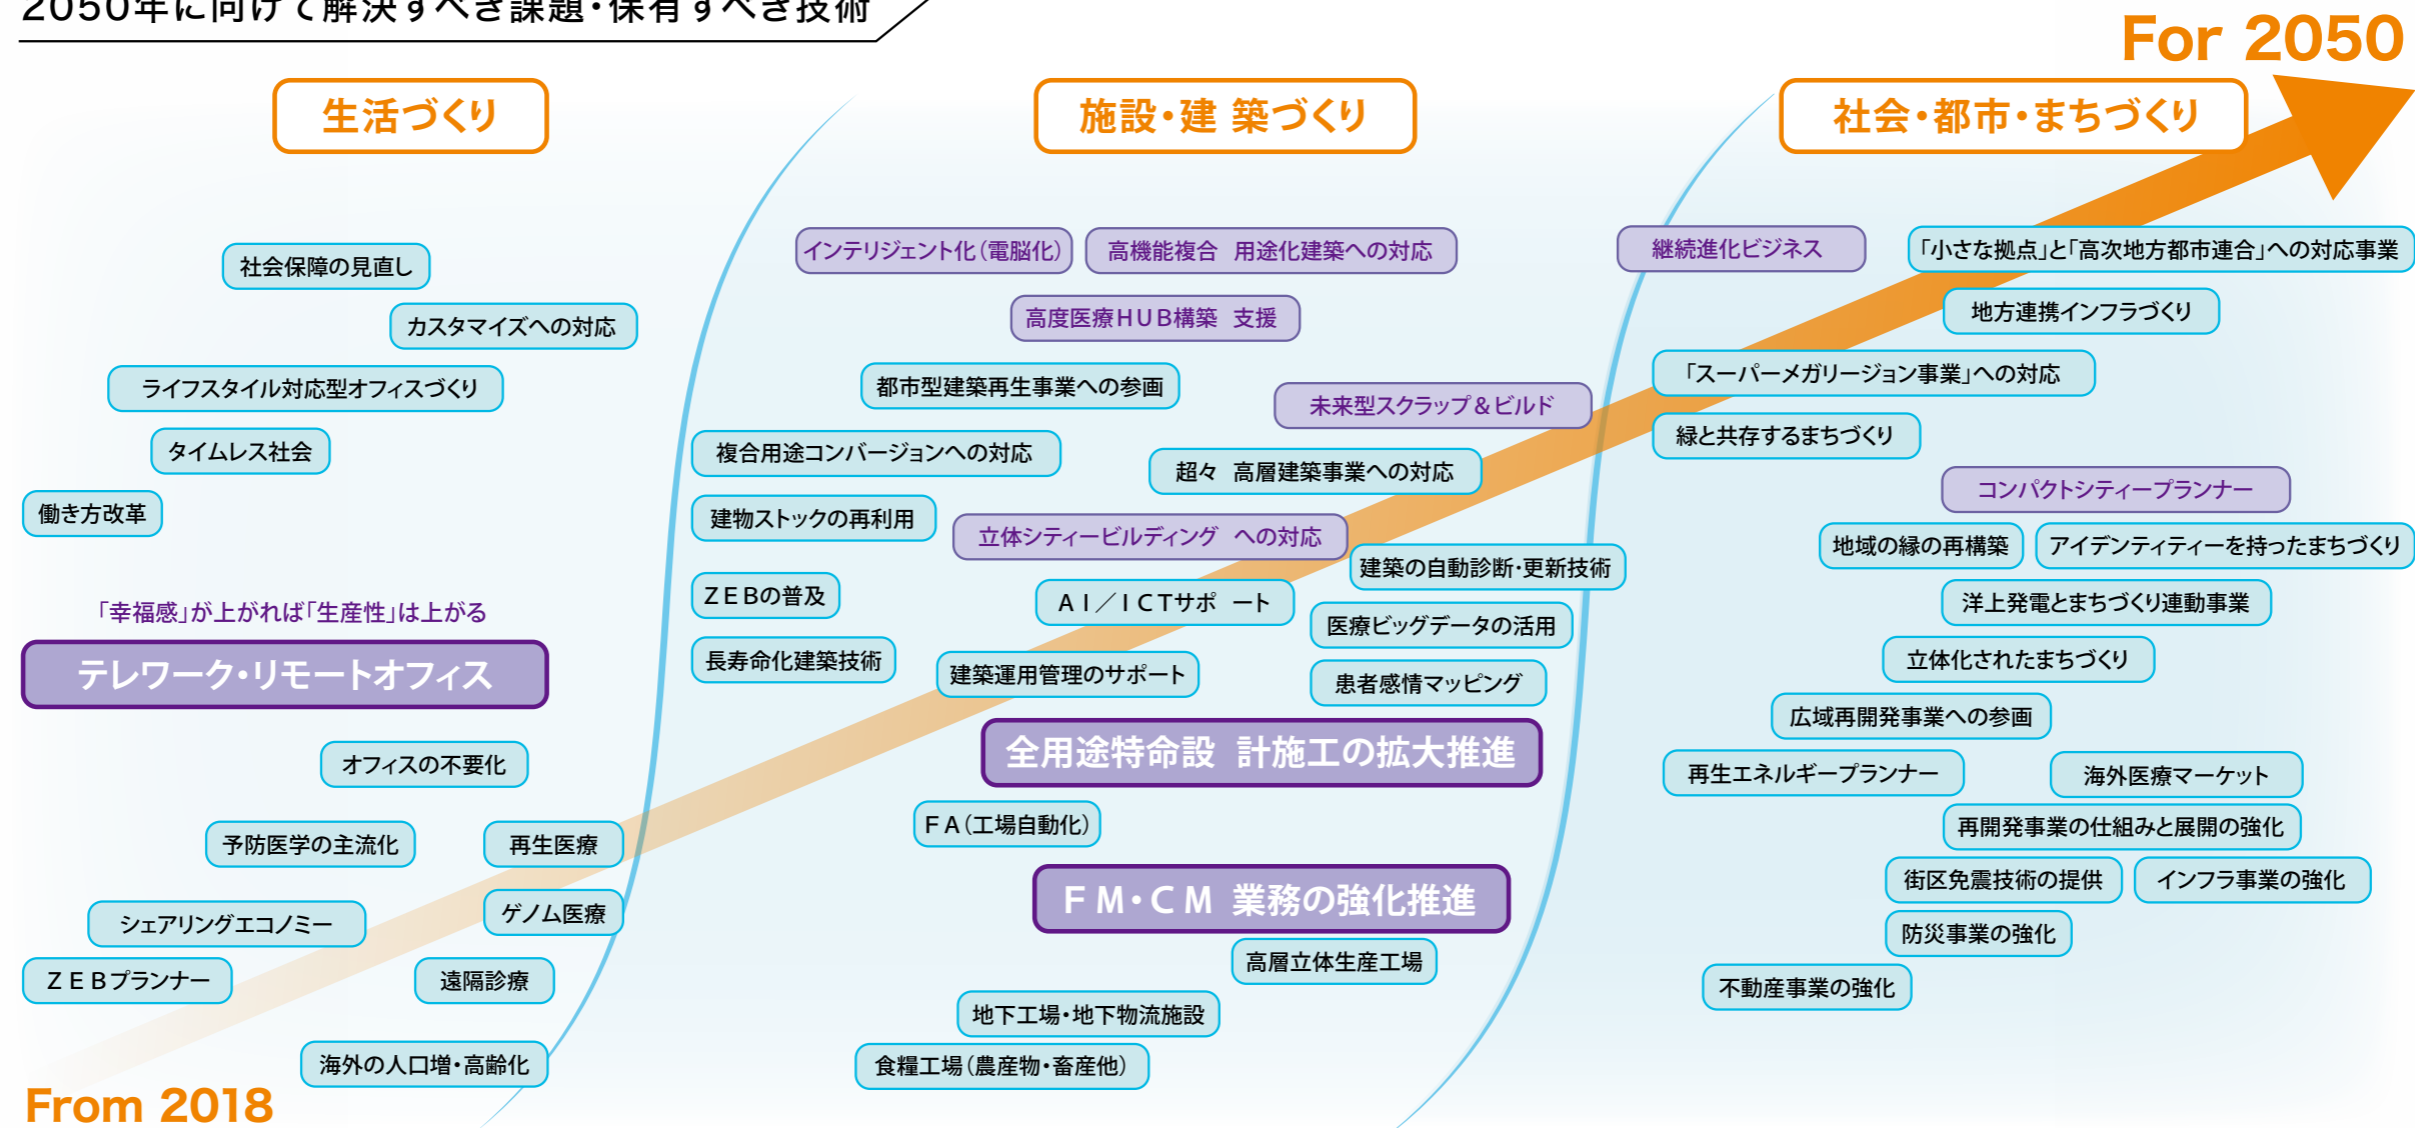 2050年に向けて解決すべき課題・保有すべき技術
For 2050
生活づくり
社会保障の見直し
カスタマイズへの対応
ライフスタイル対応型オフィスづくり
タイムレス社会
働き方改革
「幸福感」が上がれば「生産性」は上がる
テレワーク・リモートオフィス
オフィスの不要化
予防医学の主流化
再生医療
シェアリングエコノミー
ゲノム医療
ZEBプランナー
遠隔診療
海外の人口増・高齢化
From 2018
施設・建 築づくり
インテリジェント化（電脳化）
高機能複合 用途化建築への対応
高度医療HUB構築 支援
都市型建築再生事業への参画
未来型スクラップ＆ビルド
複合用途コンバージョンへの対応
超々 高層建築事業への対応
建物ストックの再利用
立体シティービルディング への対応
建築の自動診断・更新技術
ZEBの普及
AI／ICTサポ ート
医療ビッグデータの活用
長寿命化建築技術
建築運用管理のサポート
患者感情マッピング
全用途特命設 計施工の拡大推進
FA（工場自動化）
FM・CM 業務の強化推進
高層立体生産工場
地下工場・地下物流施設
食糧工場（農産物・畜産他）
社会・都市・まちづくり
継続進化ビジネス
「小さな拠点」と「高次地方都市連合」への対応事業
地方連携インフラづくり
「スーパーメガリージョン事業」への対応
緑と共存するまちづくり
コンパクトシティープランナー
地域の縁の再構築
アイデンティティーを持ったまちづくり
洋上発電とまちづくり連動事業
立体化されたまちづくり
広域再開発事業への参画
再生エネルギープランナー
海外医療マーケット
再開発事業の仕組みと展開の強化
街区免震技術の提供
インフラ事業の強化
防災事業の強化
不動産事業の強化